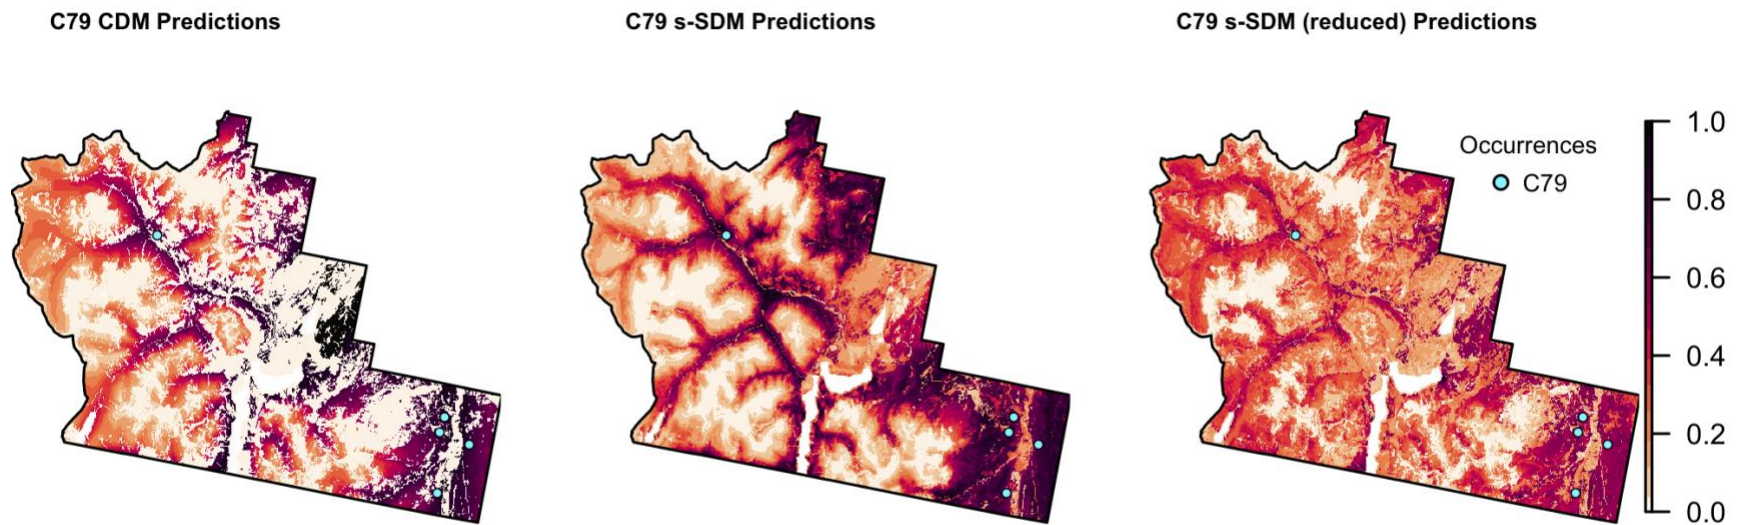 C79 CDM Predictions
C79 s-SDM Predictions
C79 s-SDM (reduced) Predictions
Occurrences
C79
1.0
0.8
0.6
0.4
0.2
0.0